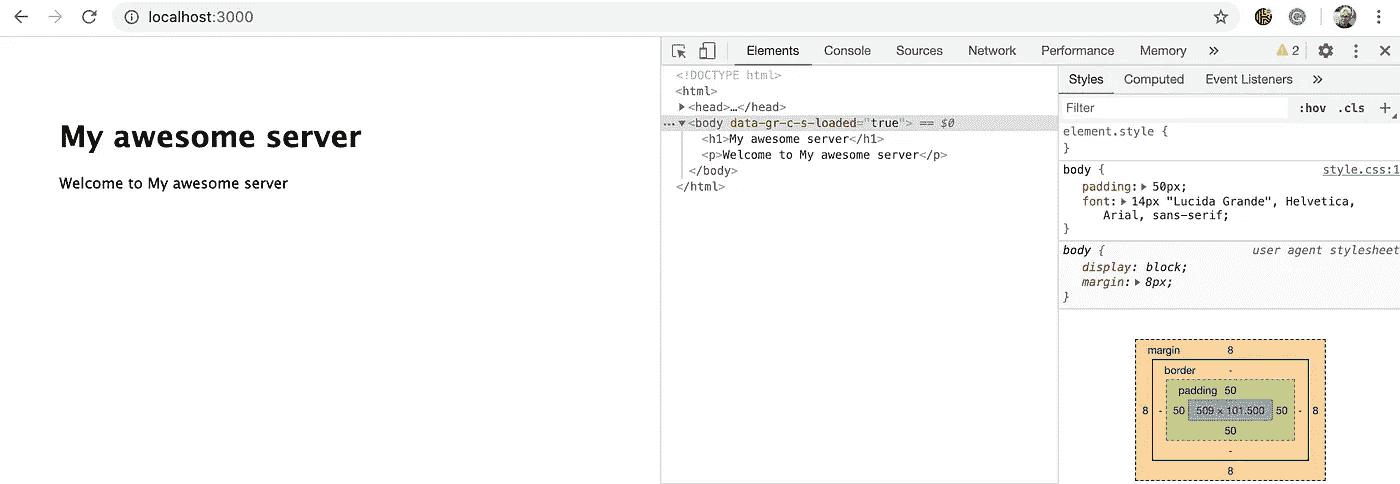 localhost:3000
My awesome server
Welcome to My awesome server
Elements Console Sources Network Performance Memory » 2
<!DOCTYPE html>
<html>
<head>…</head>
<body data-gr-c-s-loaded="true"> == $0
<h1>My awesome server</h1>
<p>Welcome to My awesome server</p>
</body>
</html>
Styles Computed Event Listeners »
Filter :hov .cls +
element.style {
}
body { style.css:1
padding: 50px;
font: 14px "Lucida Grande", Helvetica,
Arial, sans-serif;
}
body { user agent stylesheet
display: block;
margin: 8px;
}
margin 8
border -
padding 50
8 - 50 509 × 101.500 50 - 8
50
-
8